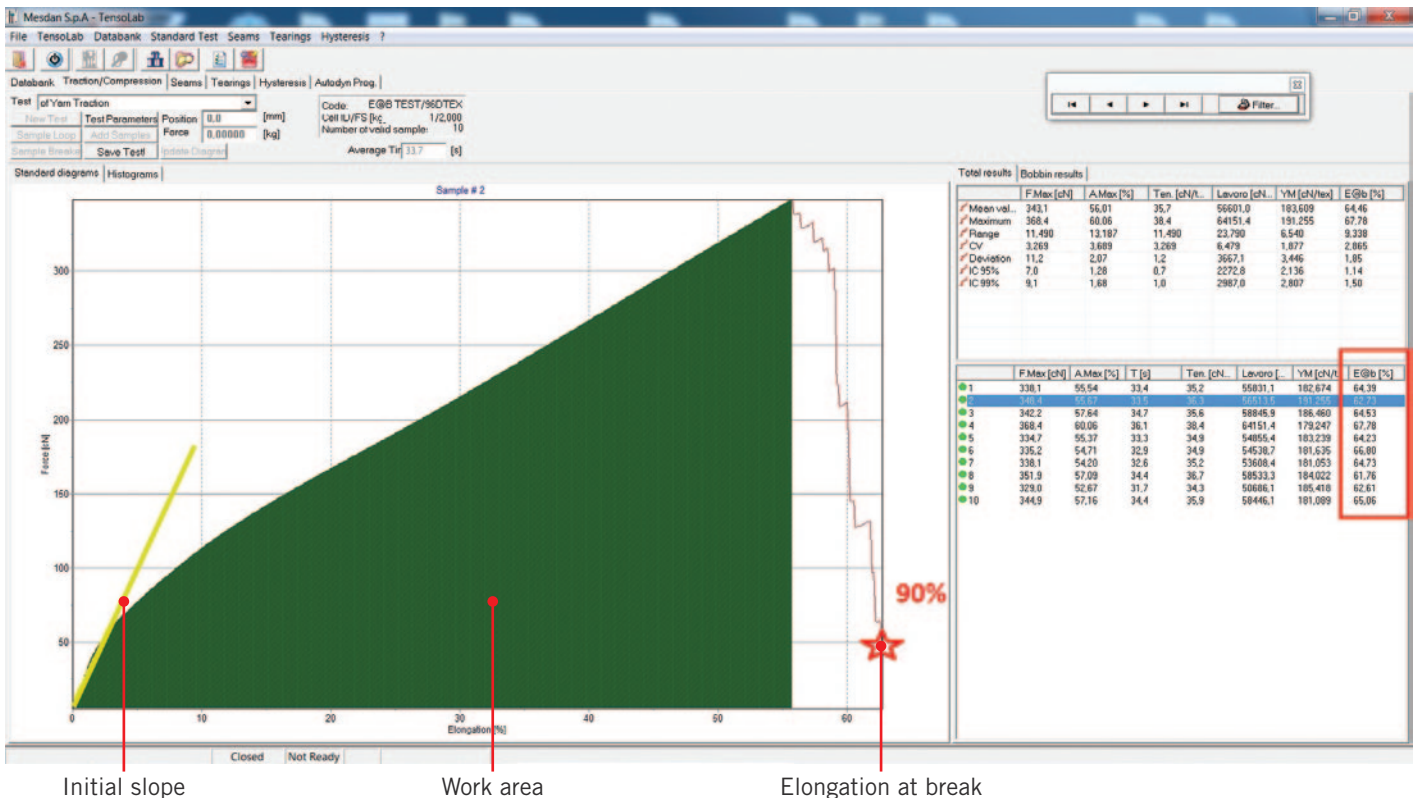 Mesdan S.p.A - TensoLab
File TensoLab Databank Standard Test Seams Tearings Hysteresis ?
Databank Traction/Compression Seams Tearings Hysteresis Autodyn Prog.
Test of Yarn Traction
New Test Test Parameters Position 0.0 [mm]
Sample Loop Add Samples Force 0.00000 [kg]
Sample Breaks Save Test! Update Diagram
Code: E@B TEST/96DTEX
Cell ID/FS [kg. 1/2,000
Number of valid sample: 10
Average Tir 33.7 [s]
Filter...
Standard diagrams Histograms
Sample # 2
Force [cN]
300
250
200
150
100
50
0 10 20 30 40 50 60
Elongation [%]
90%
Total results Bobbin results
F.Max [cN] A.Max [%] Ten. [cN/t... Lavoro [cN... YM [cN/tex] E@b [%]
Mean val... 343,1 56,01 35,7 56601,0 183,609 64,46
Maximum 368,4 60,06 38,4 64151,4 191,255 67,78
Range 11,490 13,187 11,490 23,790 6,540 9,338
CV 3,269 3,689 3,269 6,479 1,877 2,865
Deviation 11,2 2,07 1,2 3667,1 3,446 1,85
IC 95% 7,0 1,28 0,7 2272,8 2,136 1,14
IC 99% 9,1 1,68 1,0 2987,0 2,807 1,50
F.Max [cN] A.Max [%] T [s] Ten. [cN... Lavoro [... YM [cN/t E@b [%]
1 338,1 55,54 33,4 35,2 55831,1 182,674 64,39
2 348,4 55,67 33,5 36,3 56513,5 191,255 62,73
3 342,2 57,64 34,7 35,6 58845,9 186,460 64,53
4 368,4 60,06 36,1 38,4 64151,4 179,247 67,78
5 334,7 55,37 33,3 34,9 54855,4 183,239 64,23
6 335,2 54,71 32,9 34,9 54538,7 181,635 66,80
7 338,1 54,20 32,6 35,2 53608,4 181,053 64,73
8 351,9 57,09 34,4 36,7 58533,3 184,022 61,76
9 329,0 52,67 31,7 34,3 50686,1 185,418 62,61
10 344,9 57,16 34,4 35,9 58446,1 181,089 65,06
Closed Not Ready
Initial slope Work area Elongation at break